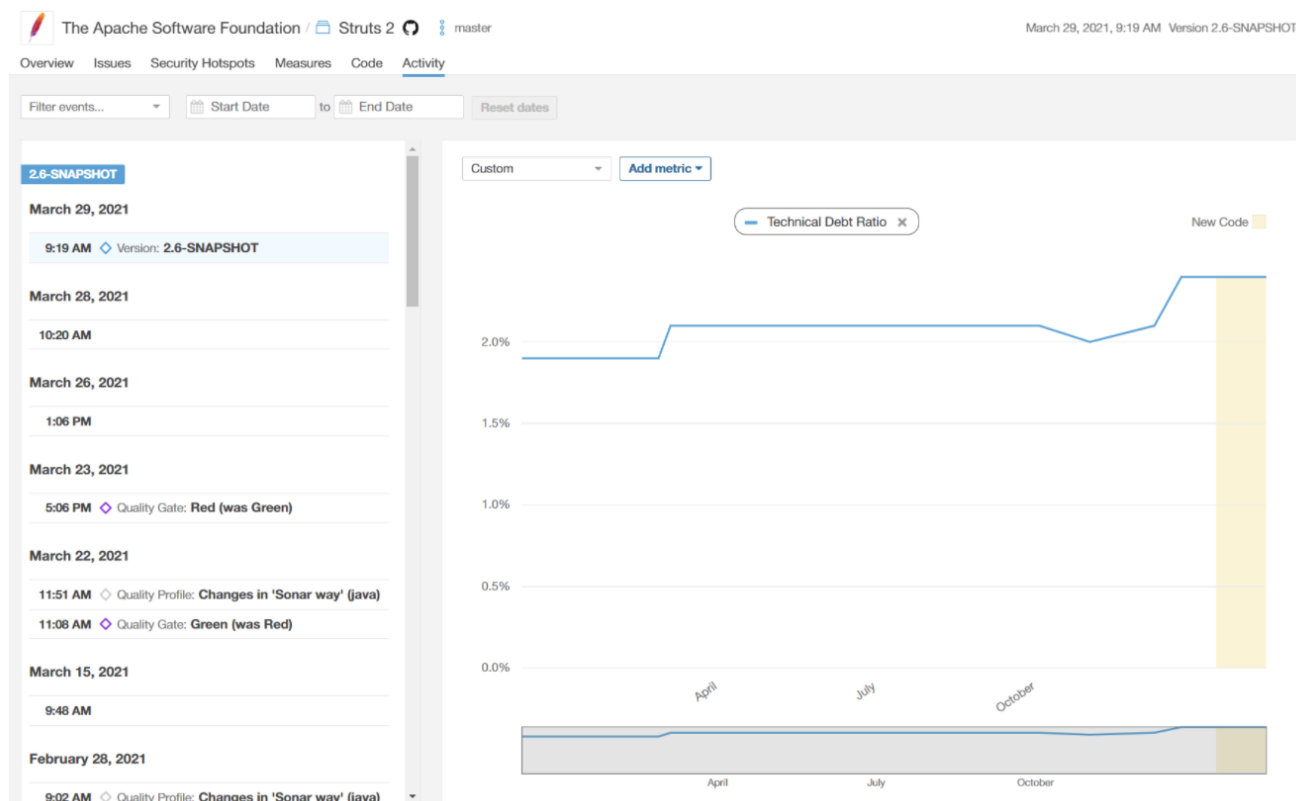 The Apache Software Foundation / Struts 2 master
March 29, 2021, 9:19 AM Version 2.6-SNAPSHOT
Overview Issues Security Hotspots Measures Code Activity
Filter events... Start Date to End Date Reset dates
2.6-SNAPSHOT
March 29, 2021
9:19 AM Version: 2.6-SNAPSHOT
March 28, 2021
10:20 AM
March 26, 2021
1:06 PM
March 23, 2021
5:06 PM Quality Gate: Red (was Green)
March 22, 2021
11:51 AM Quality Profile: Changes in 'Sonar way' (java)
11:08 AM Quality Gate: Green (was Red)
March 15, 2021
9:48 AM
February 28, 2021
9:02 AM Quality Profile: Changes in 'Sonar way' (java)
Custom Add metric
Technical Debt Ratio
New Code
2.0%
1.5%
1.0%
0.5%
0.0%
April July October
April July October